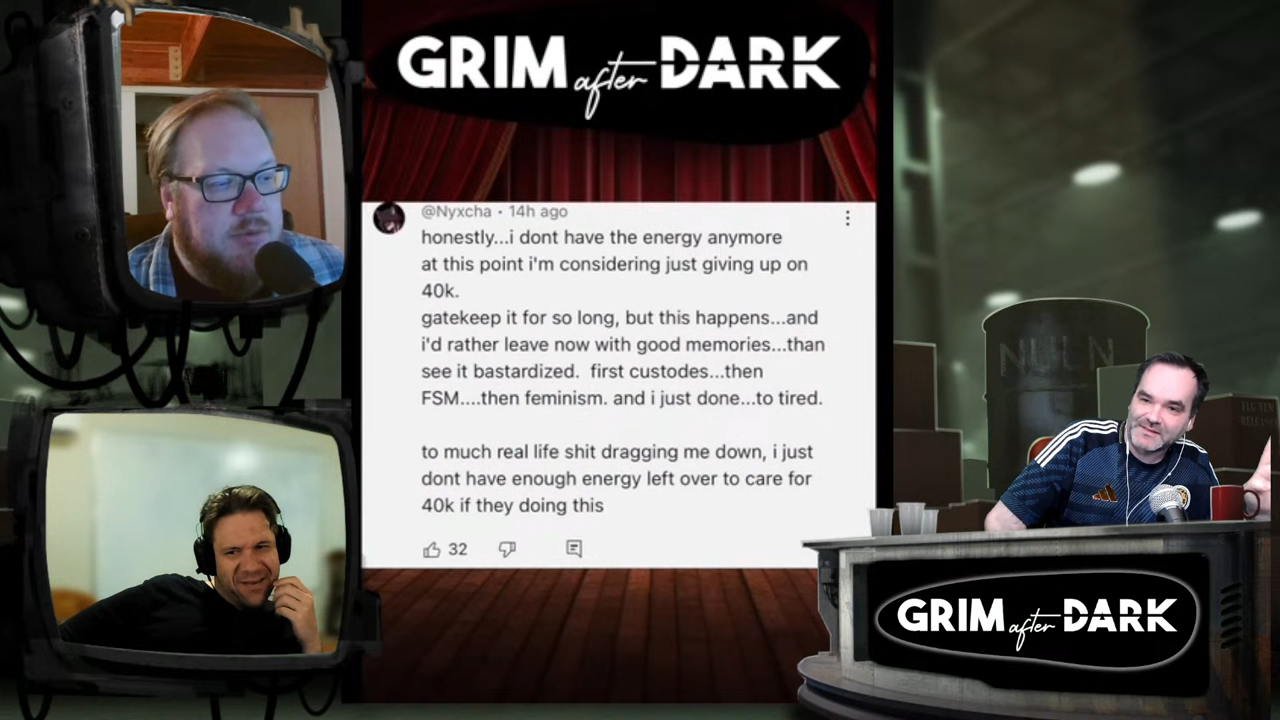 GRIM after DARK
@Nyxcha • 14h ago
honestly...i dont have the energy anymore
at this point i'm considering just giving up on
40k.
gatekeep it for so long, but this happens...and
i'd rather leave now with good memories...than
see it bastardized. first custodes...then
FSM....then feminism. and i just done...to tired.
to much real life shit dragging me down, i just
dont have enough energy left over to care for
40k if they doing this
32
GRIM after DARK